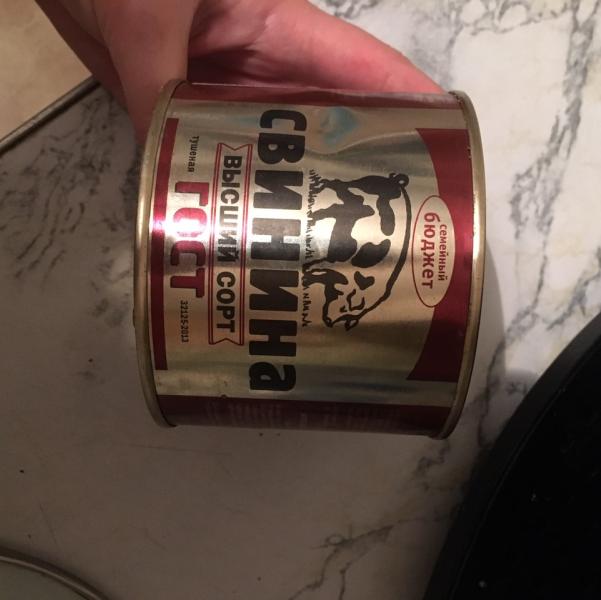 семейный
бюджет
свинина
ВЫСШИЙ СОРТ
тушеная ГОСТ 32125-2013